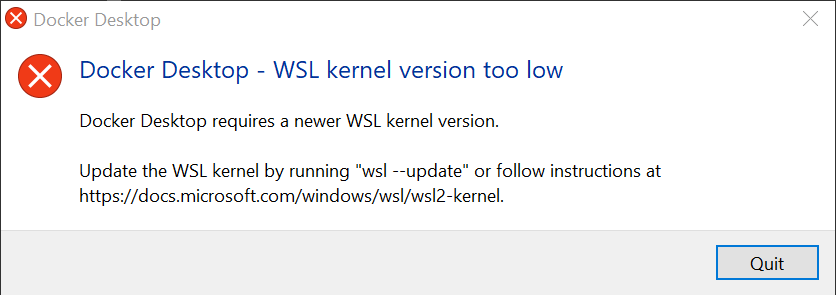 Docker Desktop
Docker Desktop - WSL kernel version too low
Docker Desktop requires a newer WSL kernel version.
Update the WSL kernel by running "wsl --update" or follow instructions at
https://docs.microsoft.com/windows/wsl/wsl2-kernel.
Quit